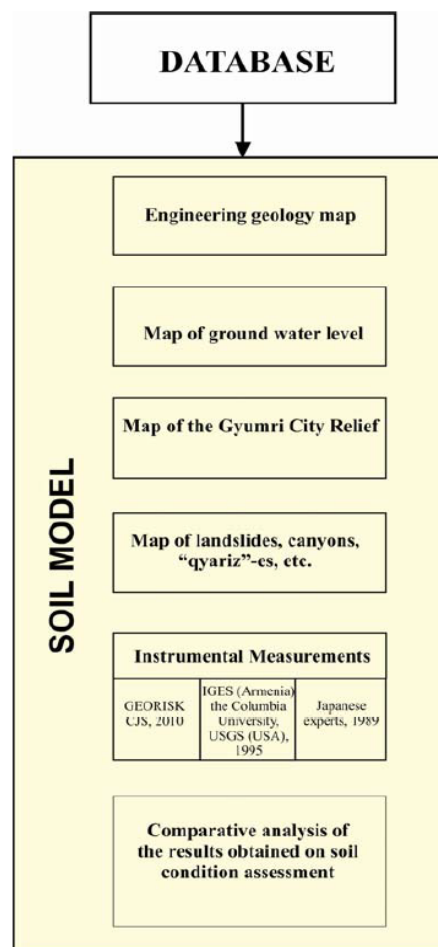 DATABASE
SOIL MODEL
Engineering geology map
Map of ground water level
Map of the Gyumri City Relief
Map of landslides, canyons,
“qyariz”-es, etc.
Instrumental Measurements
GEORISK
CJS, 2010
IGES (Armenia)
the Columbia
University,
USGS (USA),
1995
Japanese
experts, 1989
Comparative analysis of
the results obtained on soil
condition assessment